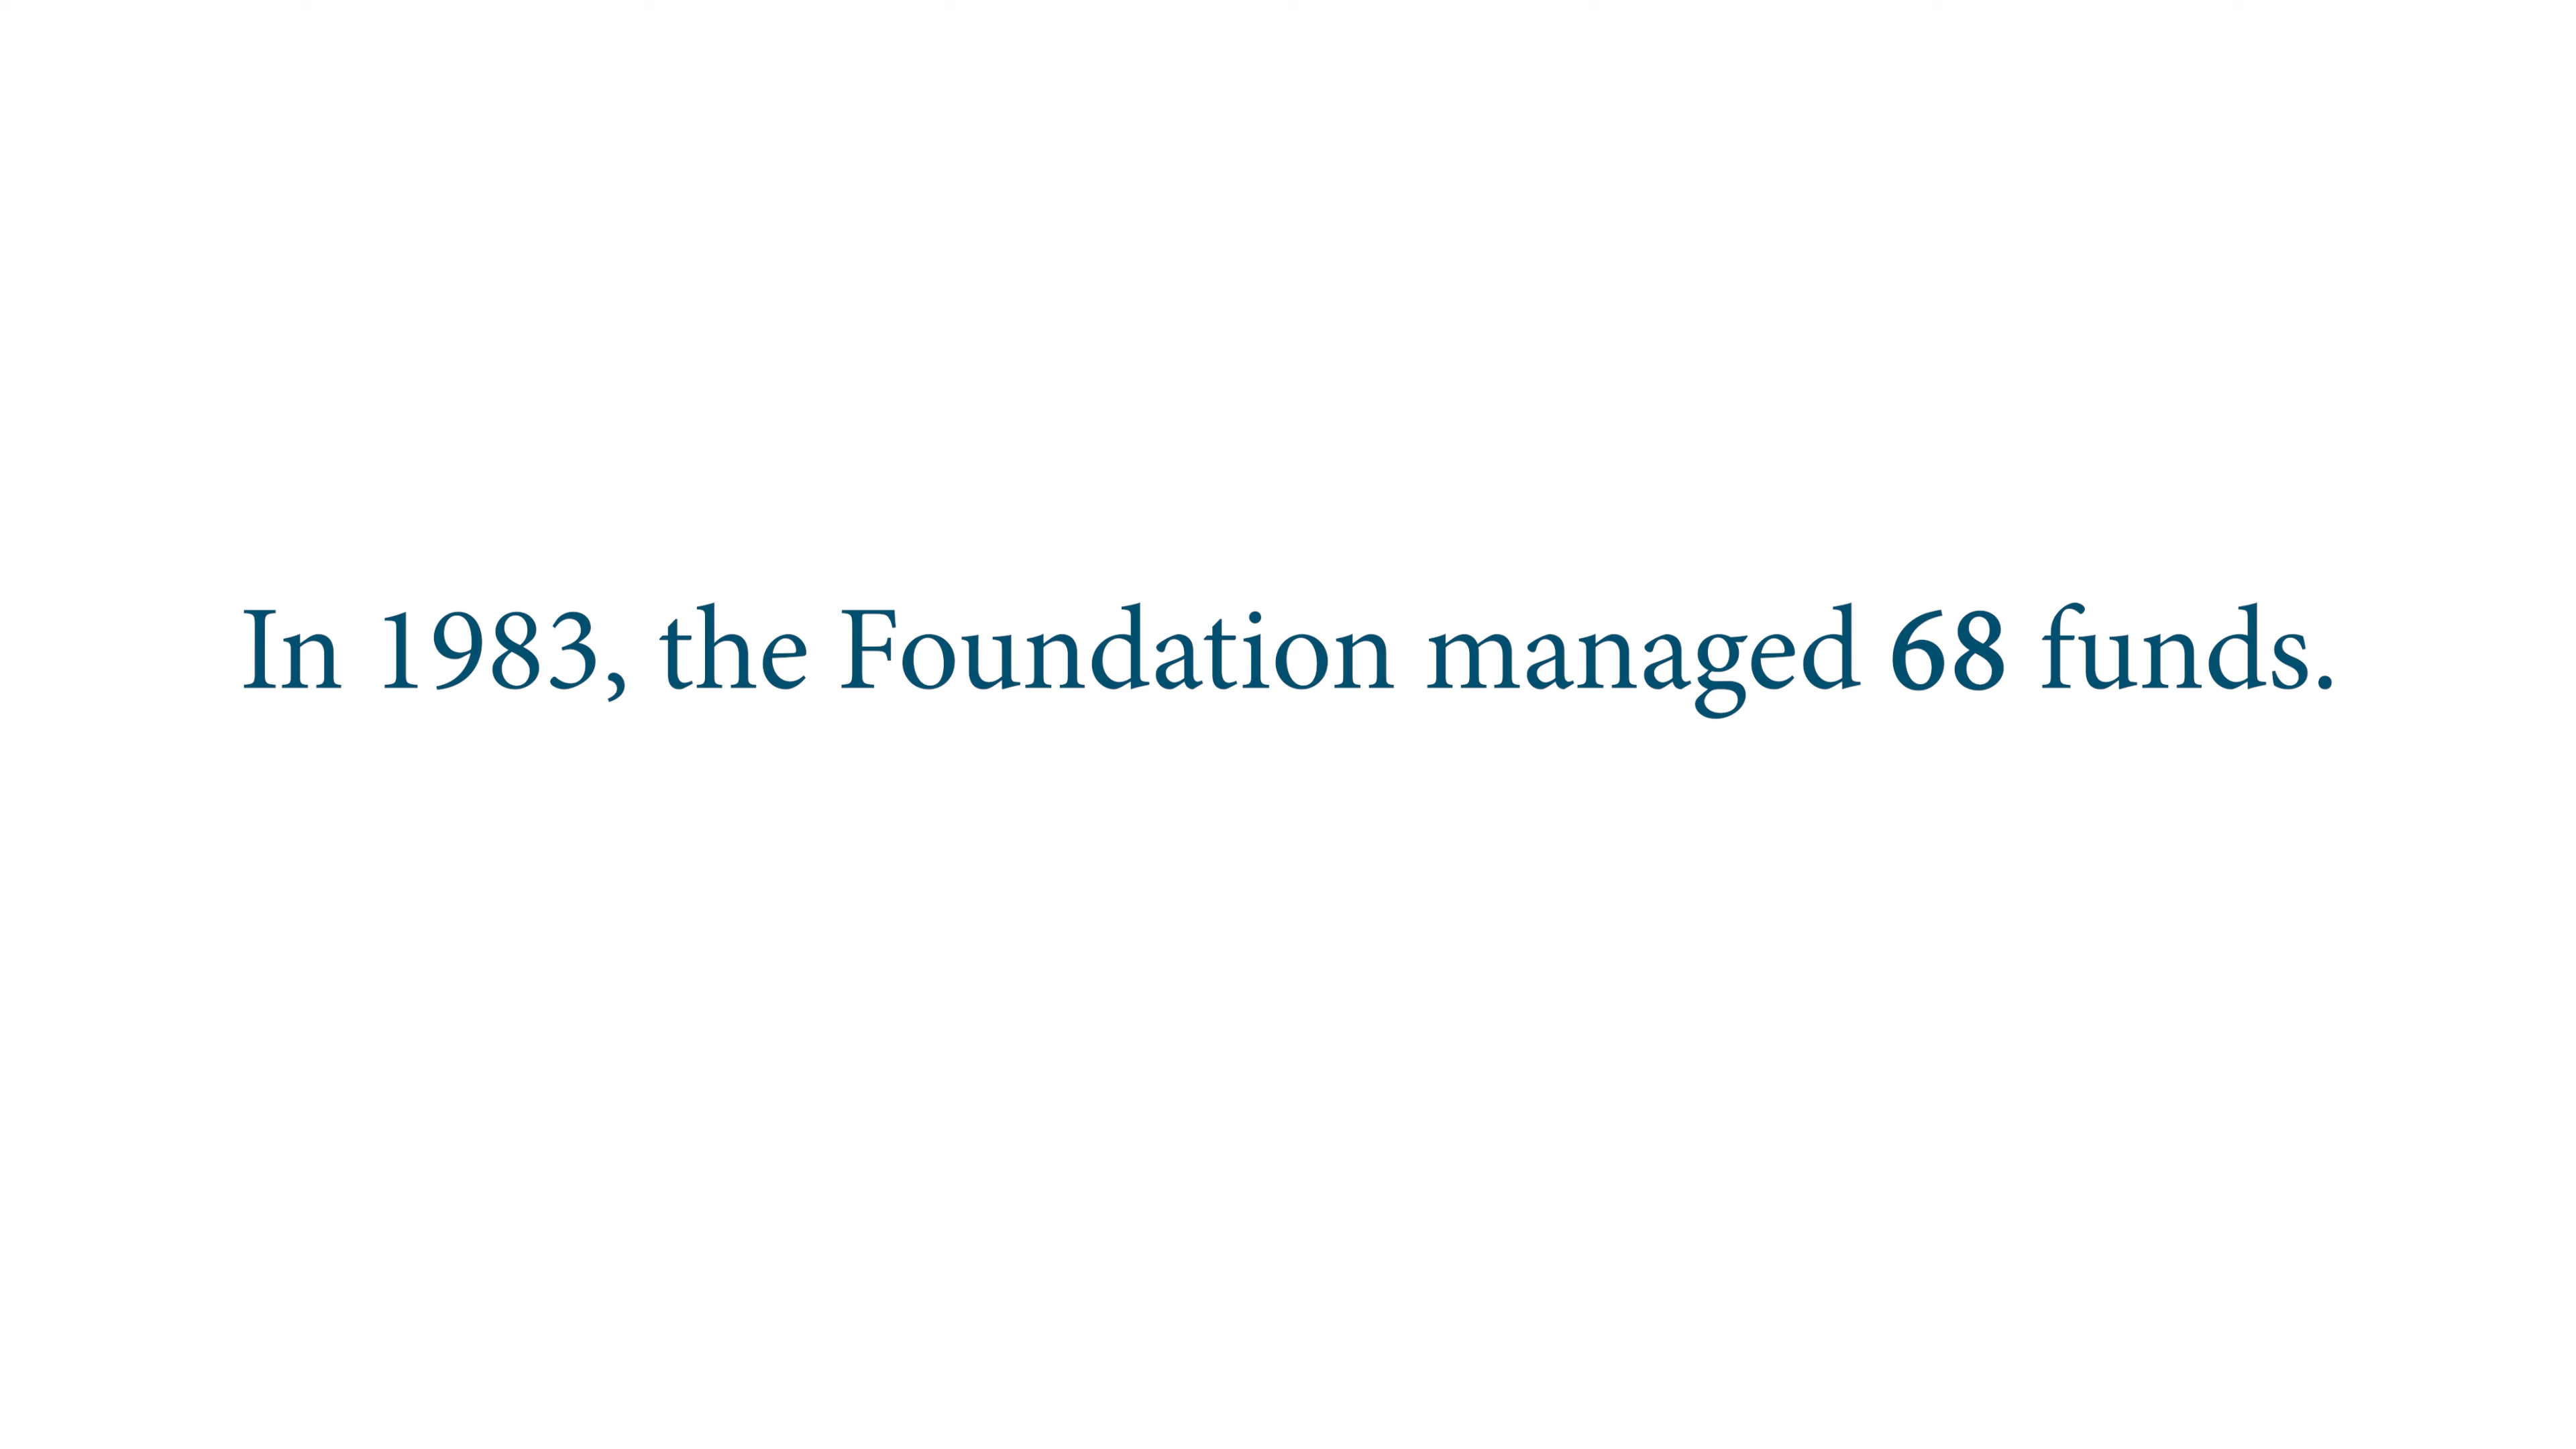 In 1983, the Foundation managed 68 funds.